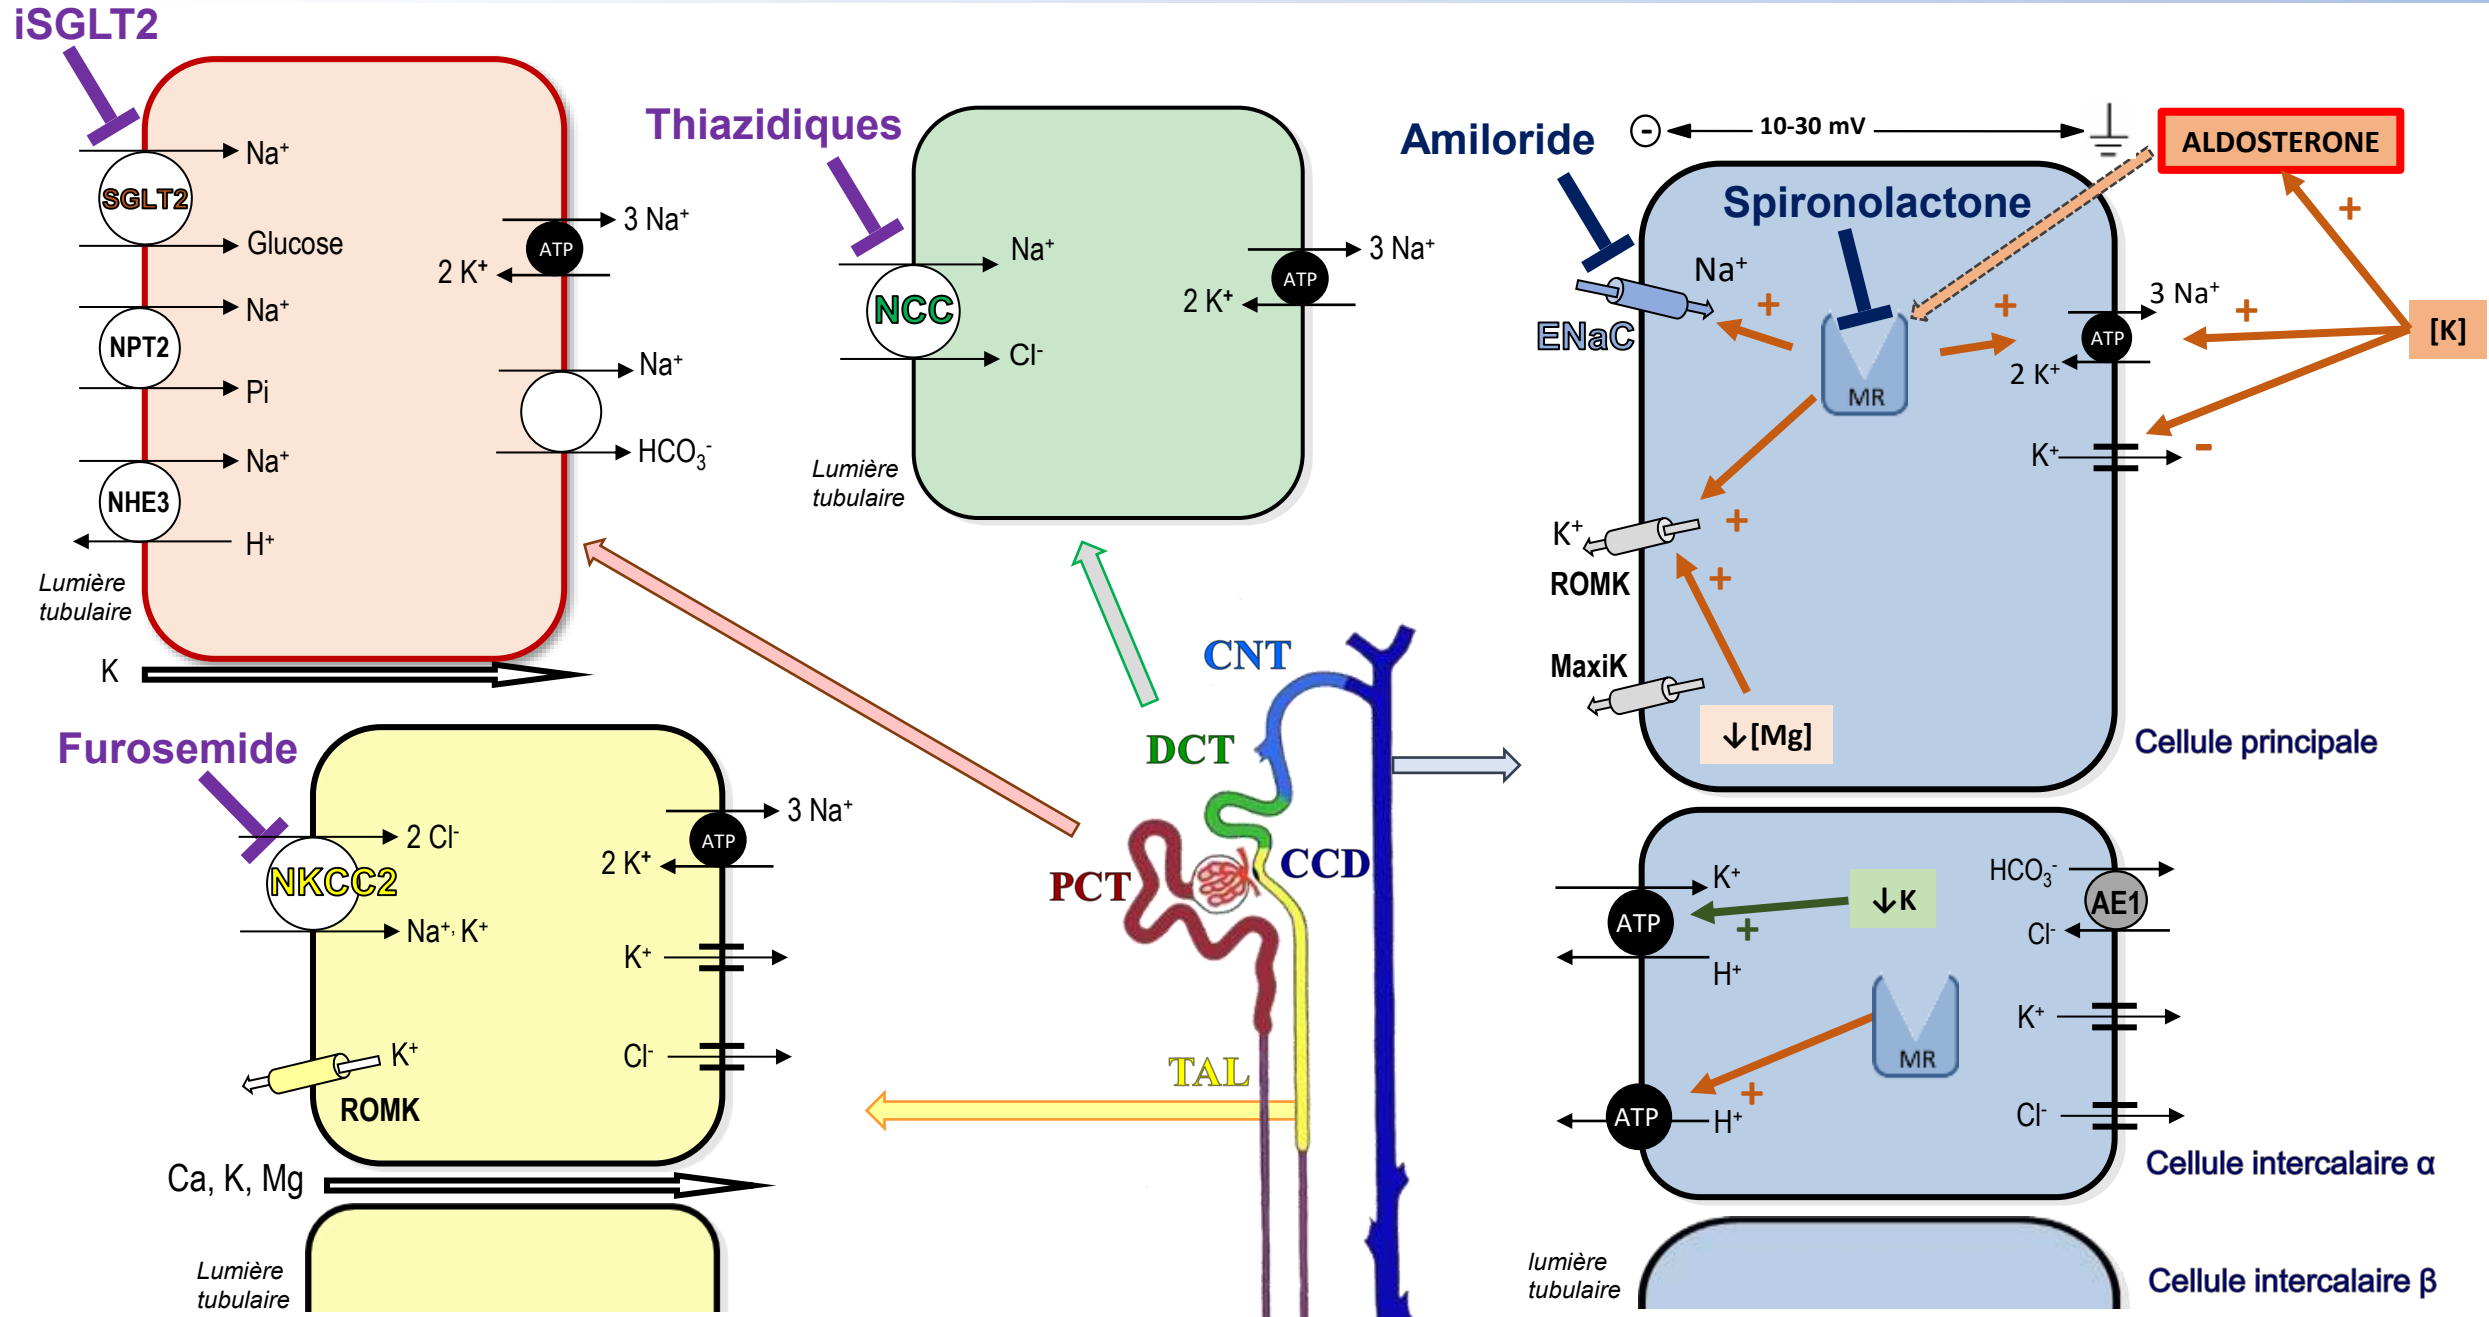 iSGLT2
Na⁺
SGLT2
Glucose
3 Na⁺
ATP
2 K⁺
Na⁺
NPT2
Pi
Na⁺
HCO₃⁻
Na⁺
NHE3
H⁺
Lumière
tubulaire
K
Thiazidiques
Na⁺
NCC
Cl⁻
3 Na⁺
ATP
2 K⁺
Lumière
tubulaire
Furosemide
2 Cl⁻
NKCC2
Na⁺, K⁺
3 Na⁺
ATP
2 K⁺
K⁺
Cl⁻
K⁺
ROMK
Ca, K, Mg
Lumière
tubulaire
CNT
DCT
PCT
CCD
TAL
Amiloride
-
10-30 mV
ALDOSTERONE
Spironolactone
+
Na⁺
+
+
ENaC
MR
3 Na⁺
+
ATP
2 K⁺
[K]
K⁺
-
K⁺
+
ROMK
+
MaxiK
↓[Mg]
Cellule principale
K⁺
ATP
+
↓K
H⁺
HCO₃⁻
AE1
Cl⁻
MR
K⁺
+
ATP
H⁺
Cl⁻
Cellule intercalaire α
lumière
tubulaire
Cellule intercalaire β